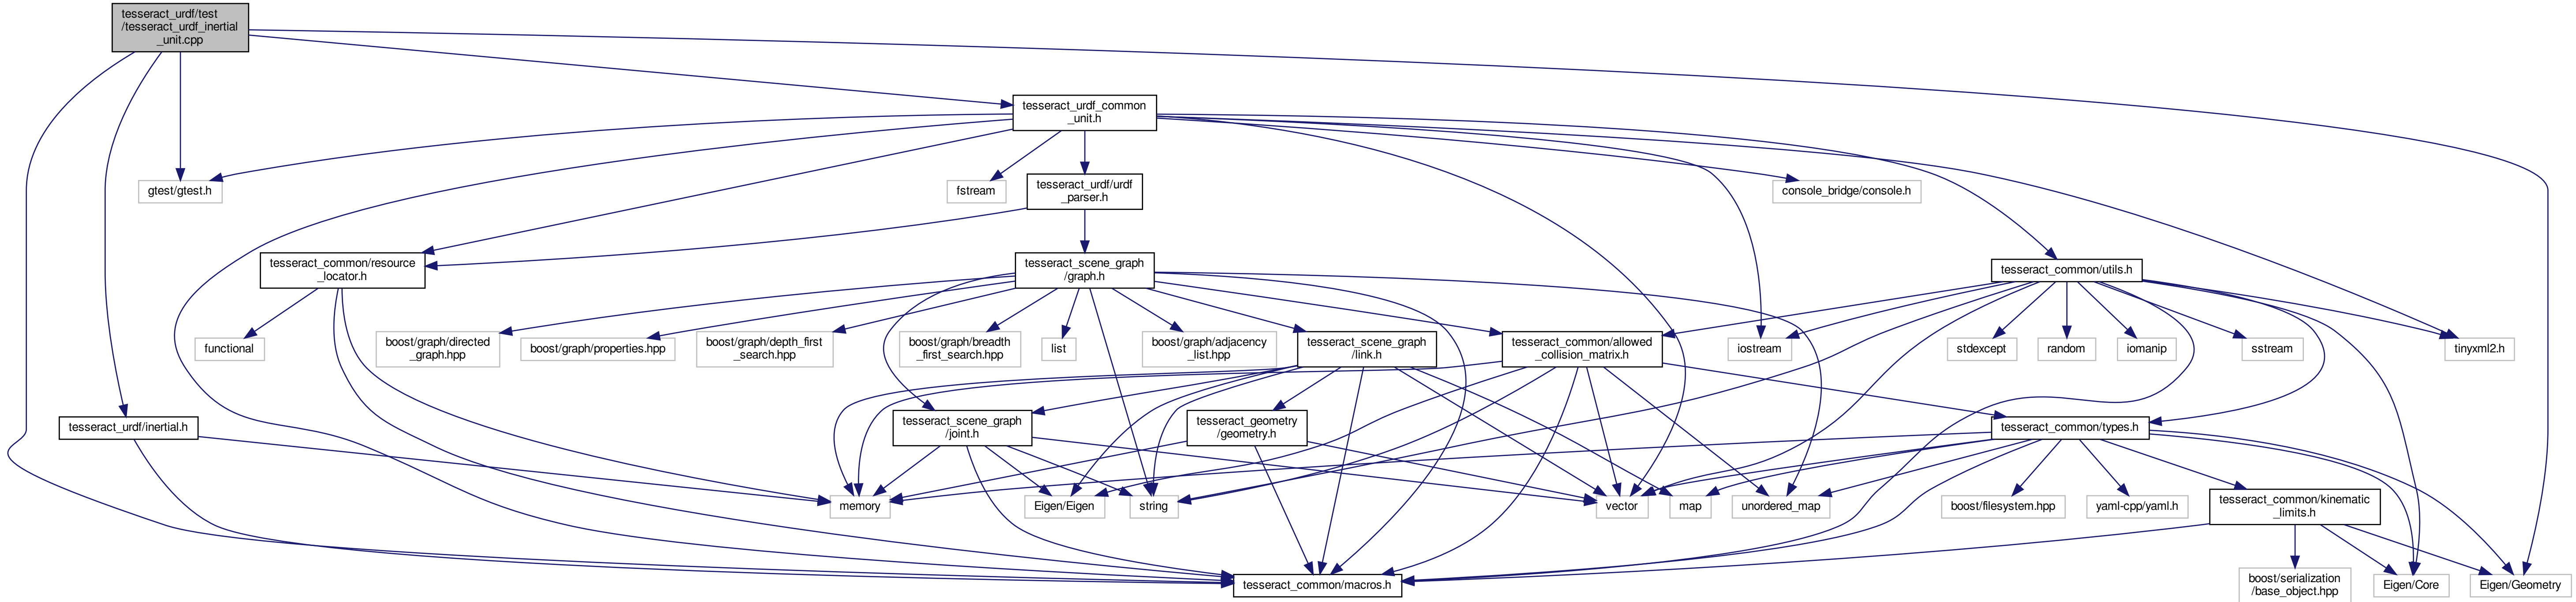 tesseract_urdf/test
/tesseract_urdf_inertial
_unit.cpp
tesseract_urdf_common
_unit.h
gtest/gtest.h
fstream
tesseract_urdf/urdf
_parser.h
console_bridge/console.h
tesseract_common/resource
_locator.h
tesseract_scene_graph
/graph.h
tesseract_common/utils.h
functional
boost/graph/directed
_graph.hpp
boost/graph/properties.hpp
boost/graph/depth_first
_search.hpp
boost/graph/breadth
_first_search.hpp
list
boost/graph/adjacency
_list.hpp
tesseract_scene_graph
/link.h
tesseract_common/allowed
_collision_matrix.h
iostream
stdexcept
random
iomanip
sstream
tinyxml2.h
tesseract_urdf/inertial.h
tesseract_scene_graph
/joint.h
tesseract_geometry
/geometry.h
tesseract_common/types.h
memory
Eigen/Eigen
string
vector
map
unordered_map
boost/filesystem.hpp
yaml-cpp/yaml.h
tesseract_common/kinematic
_limits.h
tesseract_common/macros.h
boost/serialization
/base_object.hpp
Eigen/Core
Eigen/Geometry